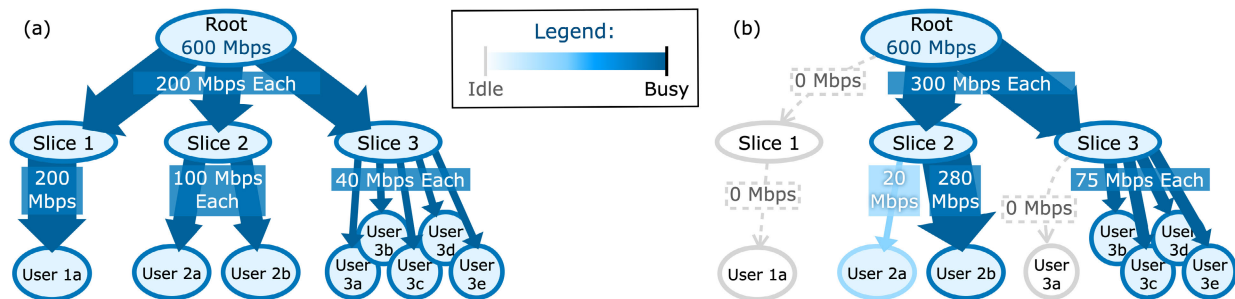 (a)
Root
600 Mbps
200 Mbps Each
Slice 1
Slice 2
Slice 3
200
Mbps
100 Mbps
Each
40 Mbps Each
User 1a
User 2a
User 2b
User
3a
User
3b
User
3c
User
3d
User
3e
Legend:
Idle
Busy
(b)
Root
600 Mbps
0 Mbps
300 Mbps Each
Slice 1
Slice 2
Slice 3
0 Mbps
20
Mbps
280
Mbps
0 Mbps
75 Mbps Each
User 1a
User 2a
User 2b
User
3a
User
3b
User
3c
User
3d
User
3e